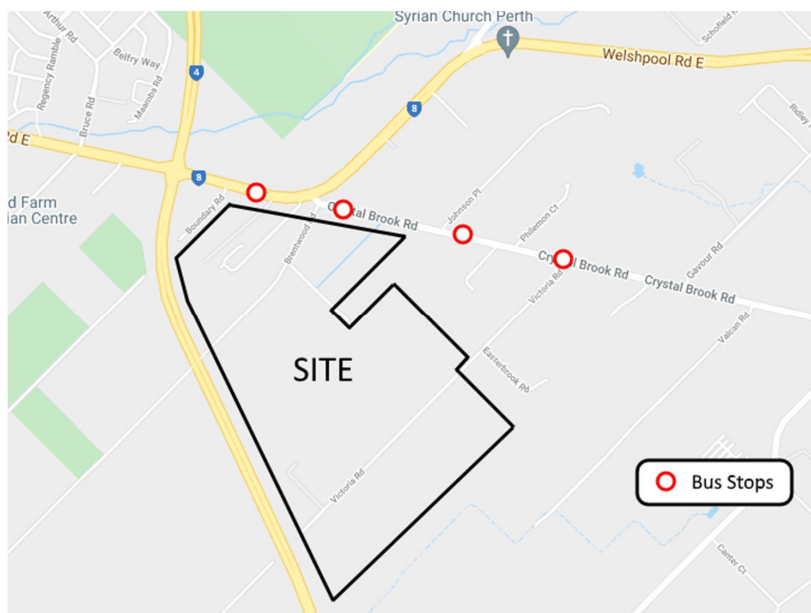 Syrian Church Perth
Schofield Rd
Arthur Rd
Regency Ramble
Belfry Way
Maamba Rd
Bruce Rd
4
Welshpool Rd E
8
Ridley
Rd E
8
d Farm
ian Centre
Boundary Rd
Brentwood Rd
Crystal Brook Rd
Johnson Pl
Philemon Ct
Crystal Brook Rd
Gavour Rd
Crystal Brook Rd
Victoria Rd
Valcan Rd
SITE
Easterbrook Rd
Victoria Rd
Bus Stops
Canter Ct